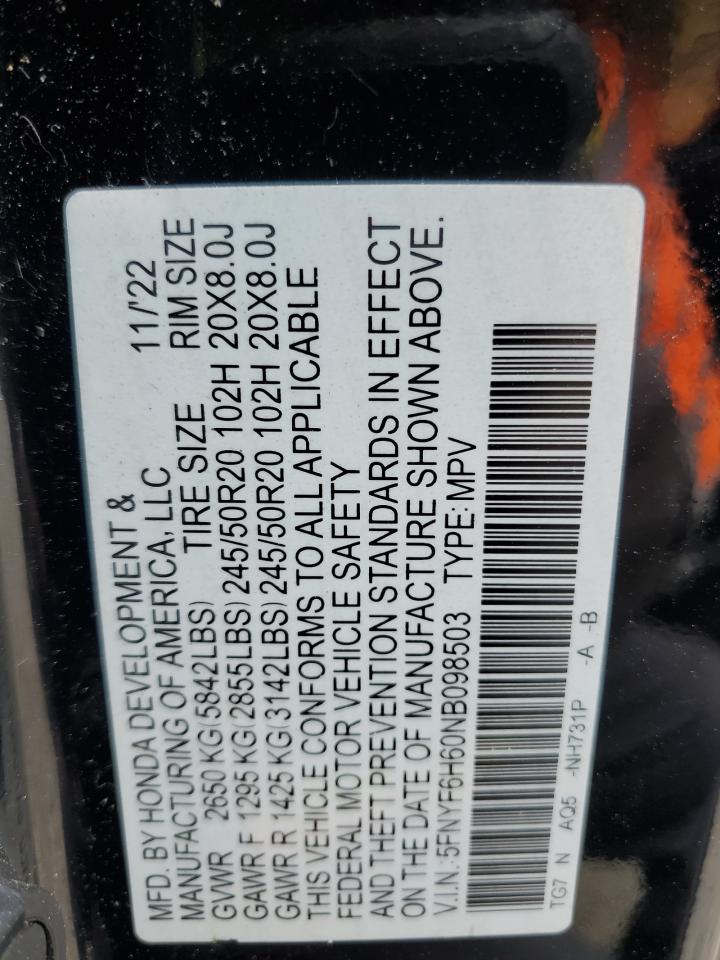 MFD. BY HONDA DEVELOPMENT & 11/'22
MANUFACTURING OF AMERICA, LLC
GVWR 2650 KG(5842LBS) TIRE SIZE RIM SIZE
GAWR F 1295 KG(2855LBS) 245/50R20 102H 20X8.0J
GAWR R 1425 KG(3142LBS) 245/50R20 102H 20X8.0J
THIS VEHICLE CONFORMS TO ALL APPLICABLE
FEDERAL MOTOR VEHICLE SAFETY
AND THEFT PREVENTION STANDARDS IN EFFECT
ON THE DATE OF MANUFACTURE SHOWN ABOVE.
V.I.N.:5FNYF6H60NB098503 TYPE:MPV
TG7 N AQ5 -NH731P -A -B